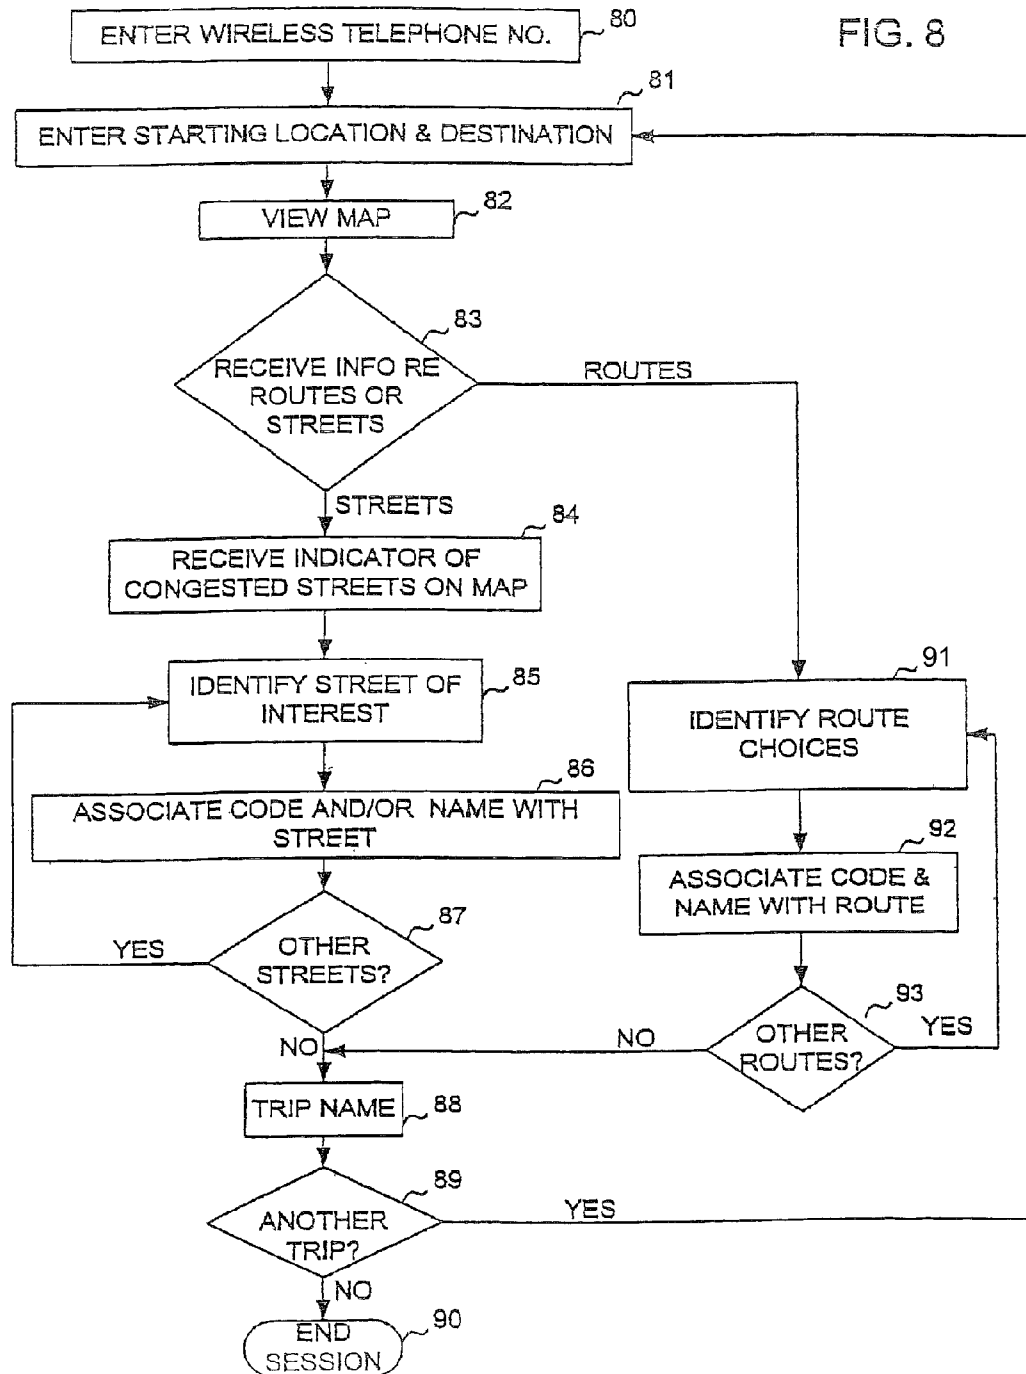 FIG. 8
ENTER WIRELESS TELEPHONE NO.
80
81
ENTER STARTING LOCATION & DESTINATION
VIEW MAP
82
83
RECEIVE INFO RE
ROUTES OR
STREETS
ROUTES
STREETS
84
RECEIVE INDICATOR OF
CONGESTED STREETS ON MAP
IDENTIFY STREET OF
INTEREST
85
91
IDENTIFY ROUTE
CHOICES
86
ASSOCIATE CODE AND/OR NAME WITH
STREET
92
ASSOCIATE CODE &
NAME WITH ROUTE
87
OTHER
STREETS?
YES
NO
93
OTHER
ROUTES?
YES
NO
TRIP NAME
88
89
ANOTHER
TRIP?
YES
NO
END
SESSION
90